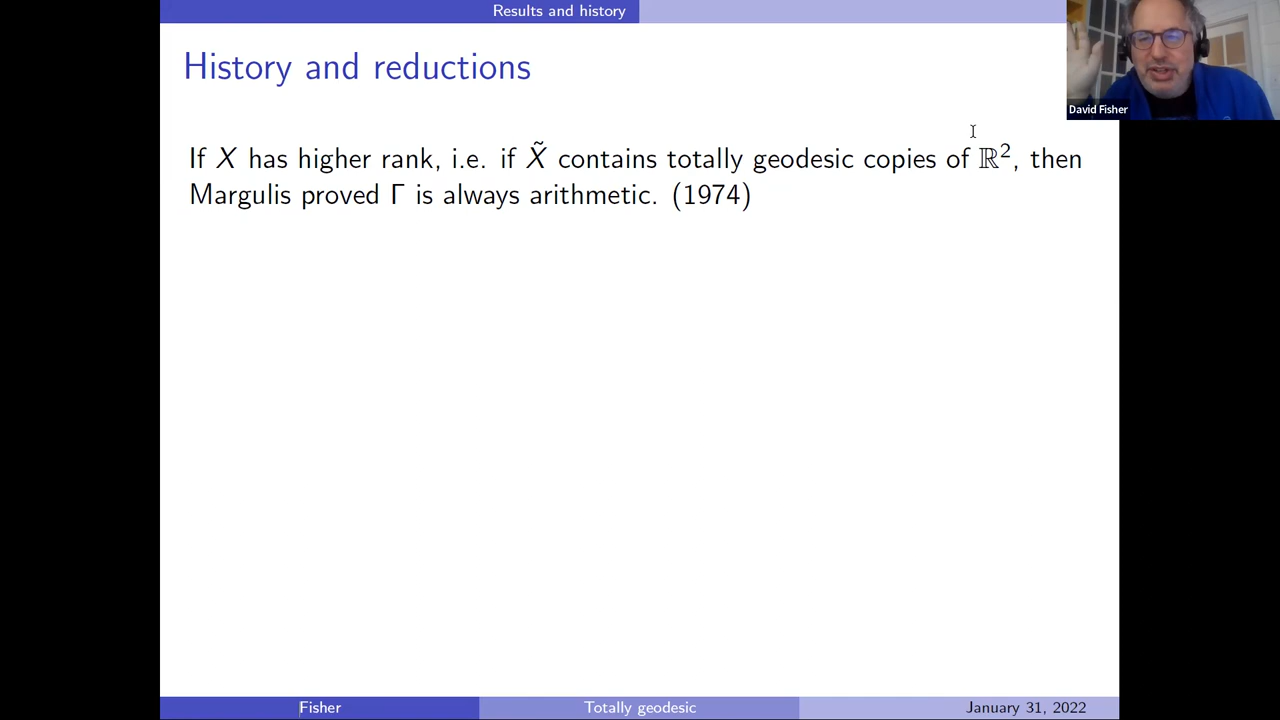 Results and history
History and reductions
David Fisher
If X has higher rank, i.e. if X̃ contains totally geodesic copies of ℝ², then
Margulis proved Γ is always arithmetic. (1974)
Fisher
Totally geodesic
January 31, 2022